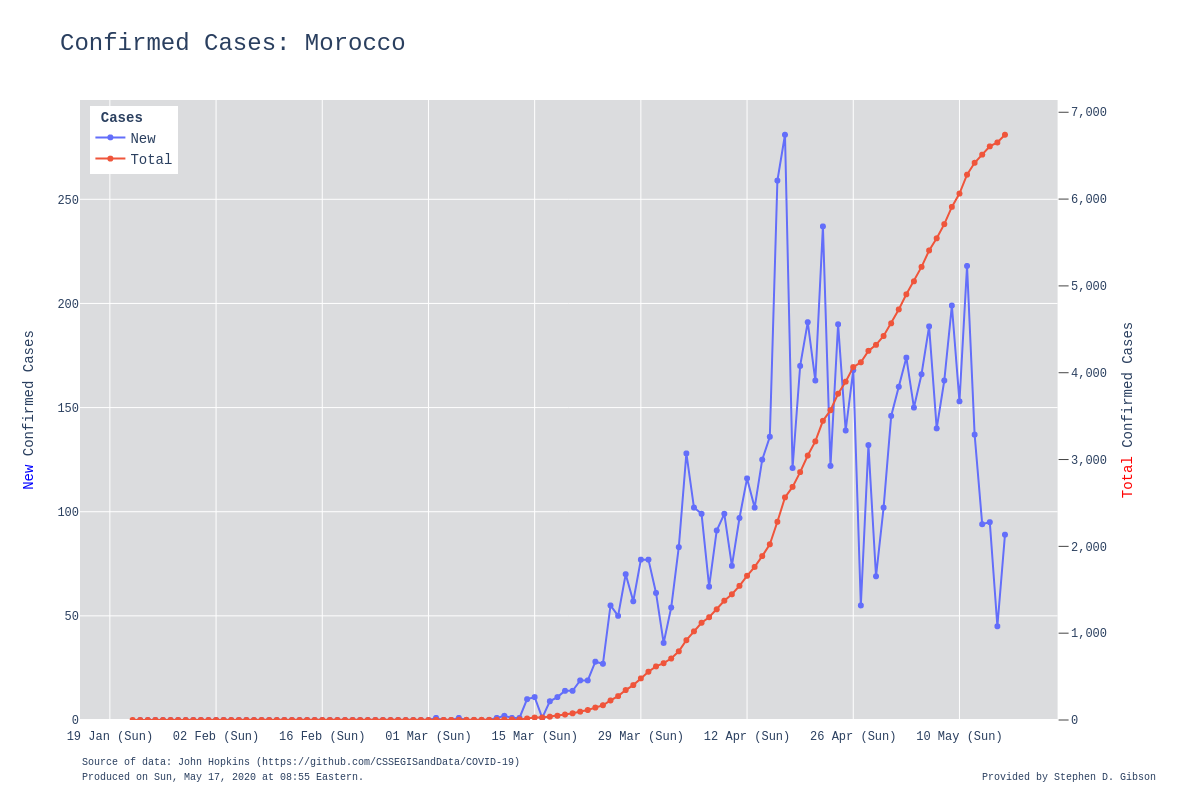 Confirmed Cases: Morocco
Cases
New
Total
250
200
150
100
50
0
New Confirmed Cases
7,000
6,000
5,000
4,000
3,000
2,000
1,000
0
Total Confirmed Cases
19 Jan (Sun) 02 Feb (Sun) 16 Feb (Sun) 01 Mar (Sun) 15 Mar (Sun) 29 Mar (Sun) 12 Apr (Sun) 26 Apr (Sun) 10 May (Sun)
Source of data: John Hopkins (https://github.com/CSSEGISandData/COVID-19)
Produced on Sun, May 17, 2020 at 08:55 Eastern.
Provided by Stephen D. Gibson